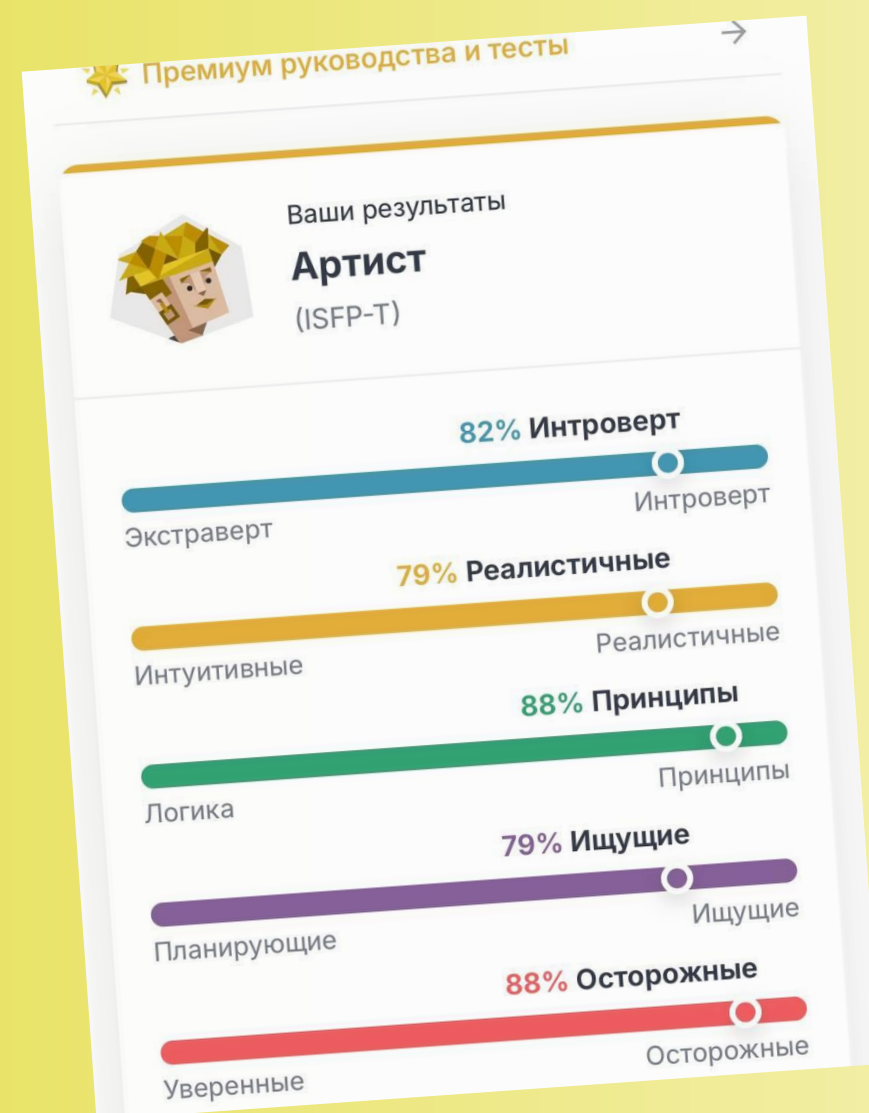 Премиум руководства и тесты
Ваши результаты
Артист
(ISFP-T)
82% Интроверт
Экстраверт Интроверт
79% Реалистичные
Интуитивные Реалистичные
88% Принципы
Логика Принципы
79% Ищущие
Планирующие Ищущие
88% Осторожные
Уверенные Осторожные